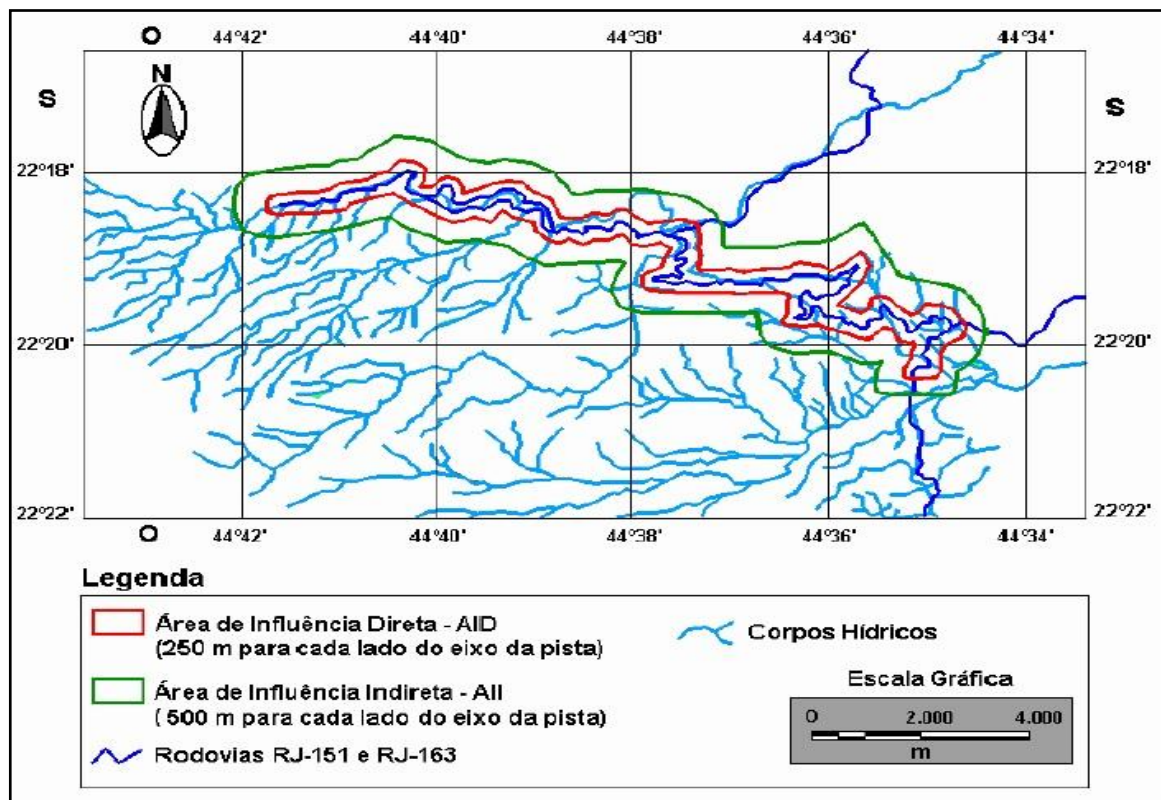 O O
44°42' 44°40' 44°38' 44°36' 44°34'
N
S S
22°18' 22°18'
22°20' 22°20'
22°22' 22°22'
O
44°42' 44°40' 44°38' 44°36' 44°34'
Legenda
Área de Influência Direta - AID
(250 m para cada lado do eixo da pista)
Área de Influência Indireta - AII
( 500 m para cada lado do eixo da pista)
Rodovias RJ-151 e RJ-163
Corpos Hídricos
Escala Gráfica
0 2.000 4.000
m